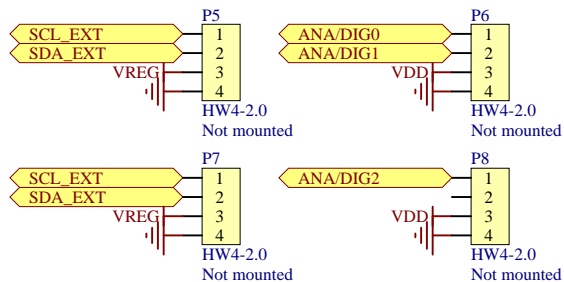 P5
SCL_EXT 1
SDA_EXT 2
VREG 3
4
HW4-2.0
Not mounted
P6
ANA/DIG0 1
ANA/DIG1 2
VDD 3
4
HW4-2.0
Not mounted
P7
SCL_EXT 1
SDA_EXT 2
VREG 3
4
HW4-2.0
Not mounted
P8
ANA/DIG2 1
2
VDD 3
4
HW4-2.0
Not mounted